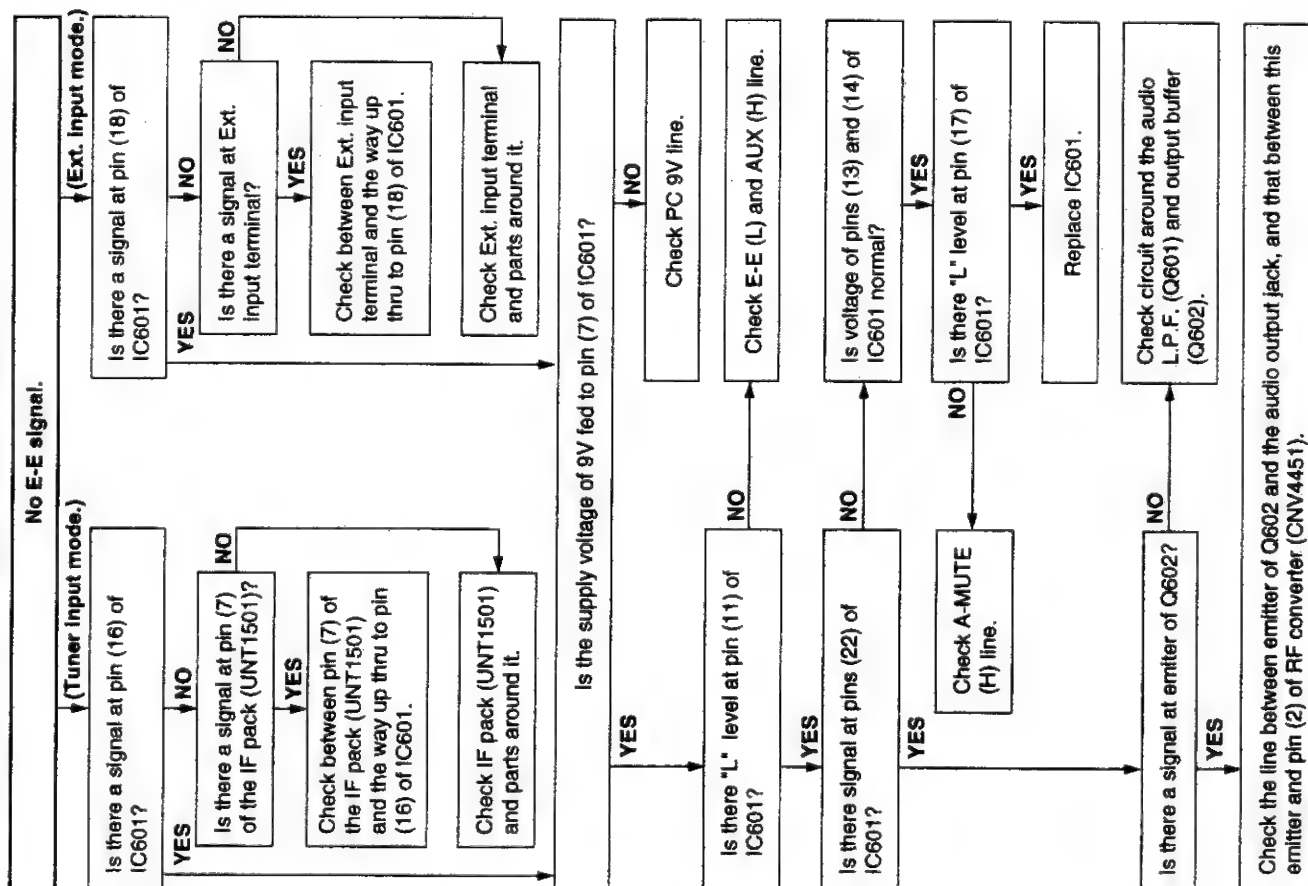 No E-E signal.
(Tuner Input mode.)
Is there a signal at pin (16) of
IC601?
YES
NO
Is there a signal at pin (7)
of the IF pack (UNT1501)?
NO
YES
Check between pin (7) of
the IF pack (UNT1501)
and the way up thru to pin
(16) of IC601.
Check IF pack (UNT1501)
and parts around it.
(Ext. Input mode.)
Is there a signal at pin (18) of
IC601?
YES
NO
Is there a signal at Ext.
input terminal?
NO
YES
Check between Ext. input
terminal and the way up
thru to pin (18) of IC601.
Check Ext. input terminal
and parts around it.
Is the supply voltage of 9V fed to pin (7) of IC601?
YES
NO
Check PC 9V line.
Is there "L" level at pin (11) of
IC601?
NO
Check E-E (L) and AUX (H) line.
YES
Is there signal at pins (22) of
IC601?
NO
Is voltage of pins (13) and (14) of
IC601 normal?
YES
YES
Is there "L" level at pin (17) of
IC601?
NO
Check A-MUTE
(H) line.
YES
Replace IC601.
Is there a signal at emiter of Q602?
NO
Check circuit around the audio
L.P.F. (Q601) and output buffer
(Q602).
YES
Check the line between emitter of Q602 and the audio output jack, and that between this
emitter and pin (2) of RF converter (CNV4451).